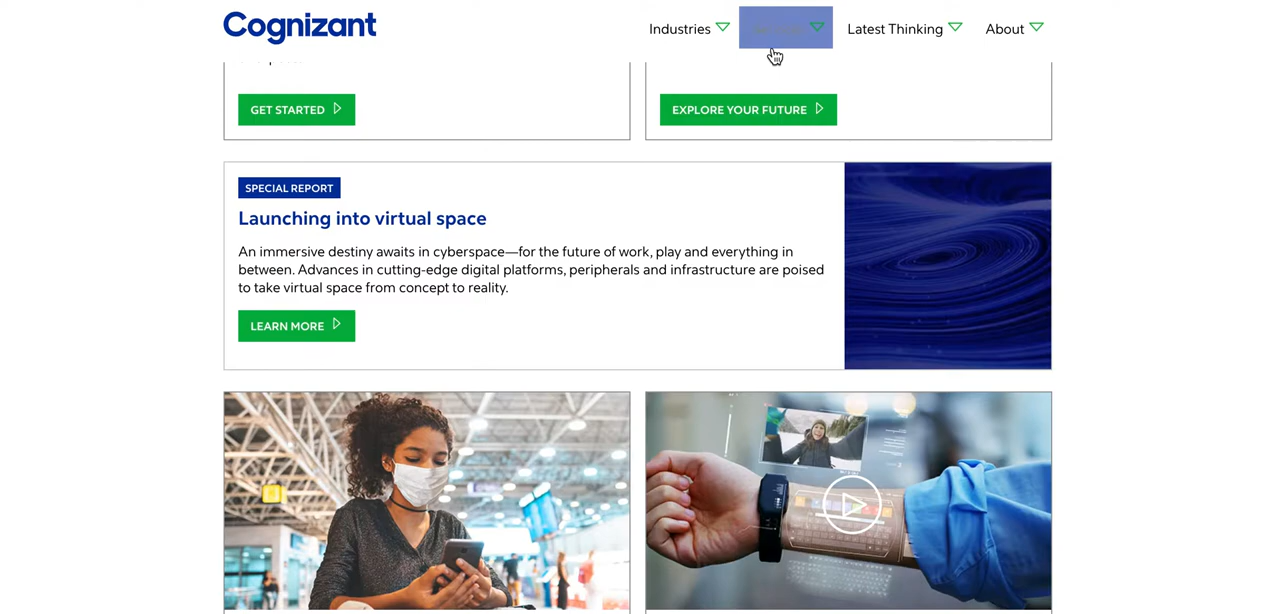 Cognizant
Industries
Latest Thinking
About
GET STARTED
EXPLORE YOUR FUTURE
SPECIAL REPORT
Launching into virtual space
An immersive destiny awaits in cyberspace—for the future of work, play and everything in
between. Advances in cutting-edge digital platforms, peripherals and infrastructure are poised
to take virtual space from concept to reality.
LEARN MORE